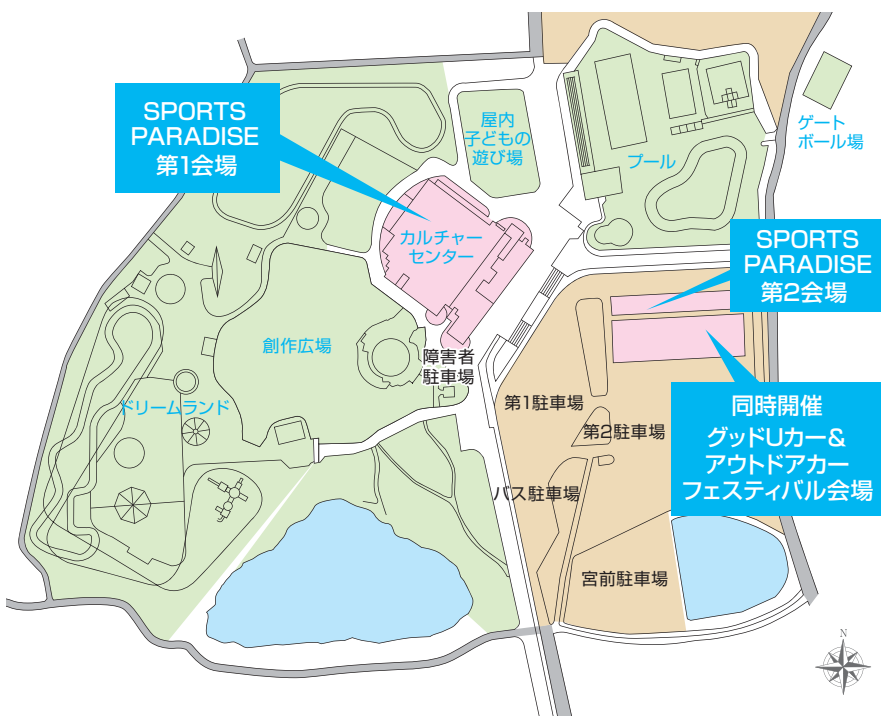 SPORTS
PARADISE
第1会場
屋内
子どもの
遊び場
プール
ゲート
ボール場
カルチャー
センター
SPORTS
PARADISE
第2会場
創作広場
障害者
駐車場
ドリームランド
第1駐車場
第2駐車場
同時開催
グッドUカー&
アウトドアカー
フェスティバル会場
バス駐車場
宮前駐車場
N